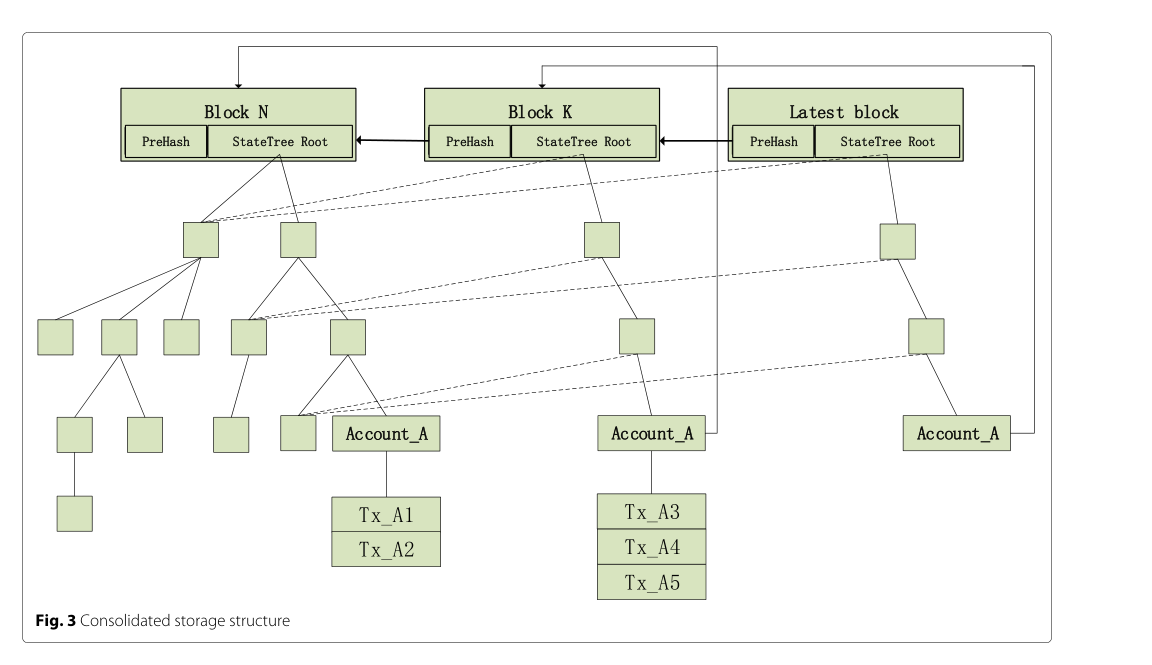 Block N
PreHash
StateTree Root
Block K
PreHash
StateTree Root
Latest block
PreHash
StateTree Root
Account_A
Account_A
Account_A
Tx_A1
Tx_A2
Tx_A3
Tx_A4
Tx_A5
Fig. 3 Consolidated storage structure